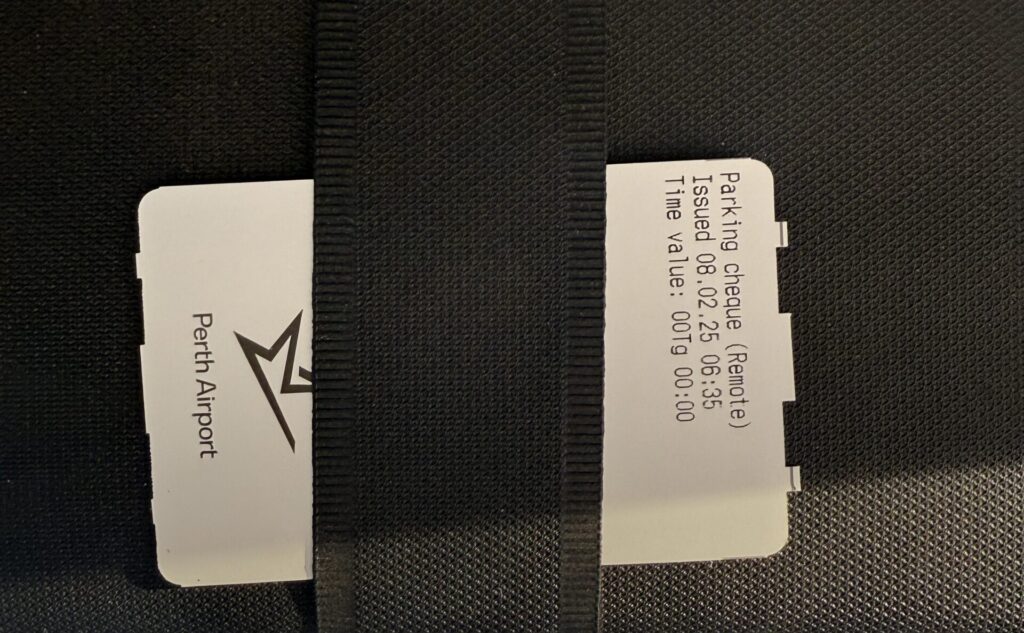 Parking cheque (Remote)
Issued 08.02.25 06:35
Time value: 00Tg 00:00
Perth Airport